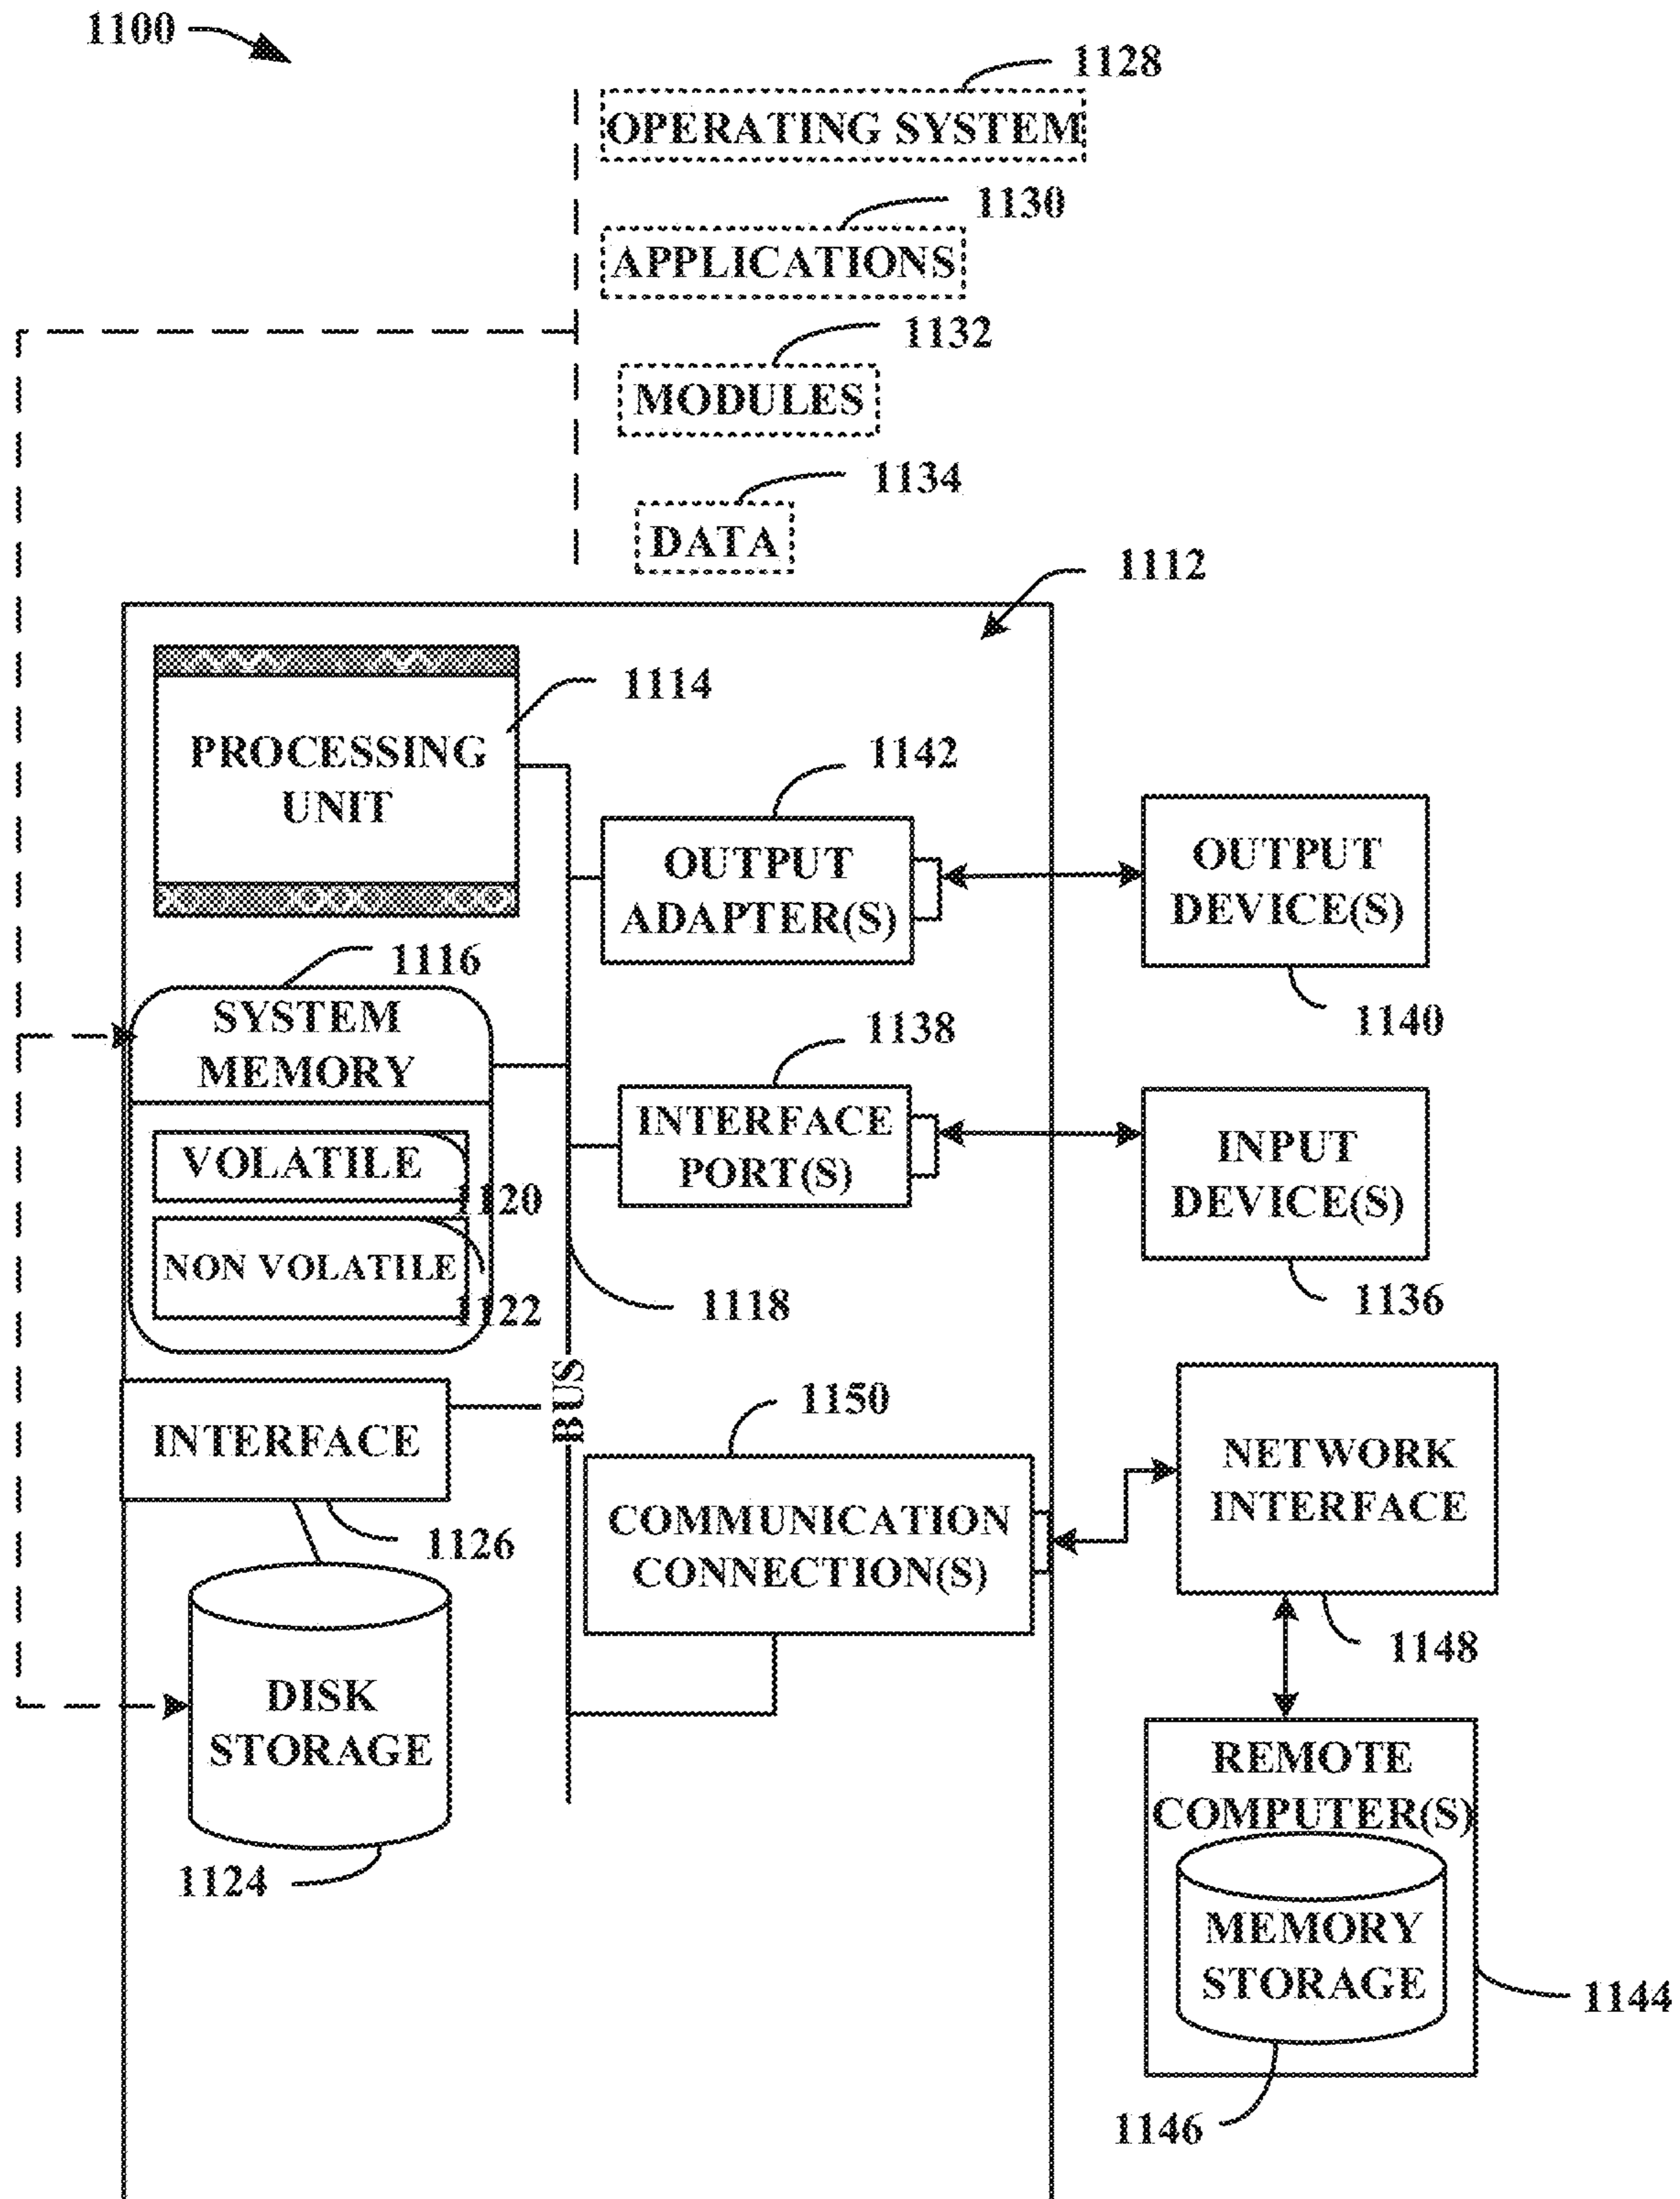 1100
1128
OPERATING SYSTEM
1130
APPLICATIONS
1132
MODULES
1134
DATA
1112
1114
PROCESSING
UNIT
1142
OUTPUT
ADAPTER(S)
OUTPUT
DEVICE(S)
1140
1116
SYSTEM
MEMORY
VOLATILE
1120
NON VOLATILE
1122
1138
INTERFACE
PORT(S)
INPUT
DEVICE(S)
1136
1118
BUS
INTERFACE
1126
1150
COMMUNICATION
CONNECTION(S)
NETWORK
INTERFACE
1148
DISK
STORAGE
1124
REMOTE
COMPUTER(S)
MEMORY
STORAGE
1144
1146